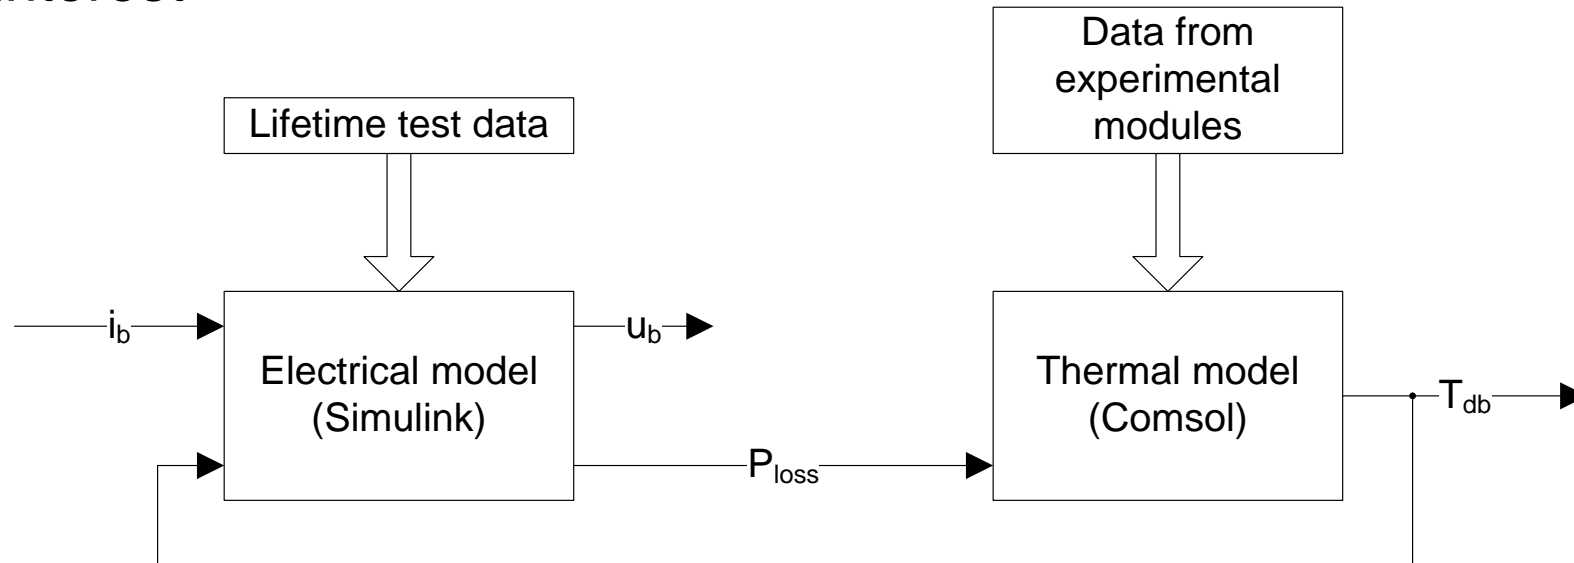 Data from
experimental
modules
Lifetime test data
i_b
u_b
Electrical model
(Simulink)
Thermal model
(Comsol)
T_db
P_loss